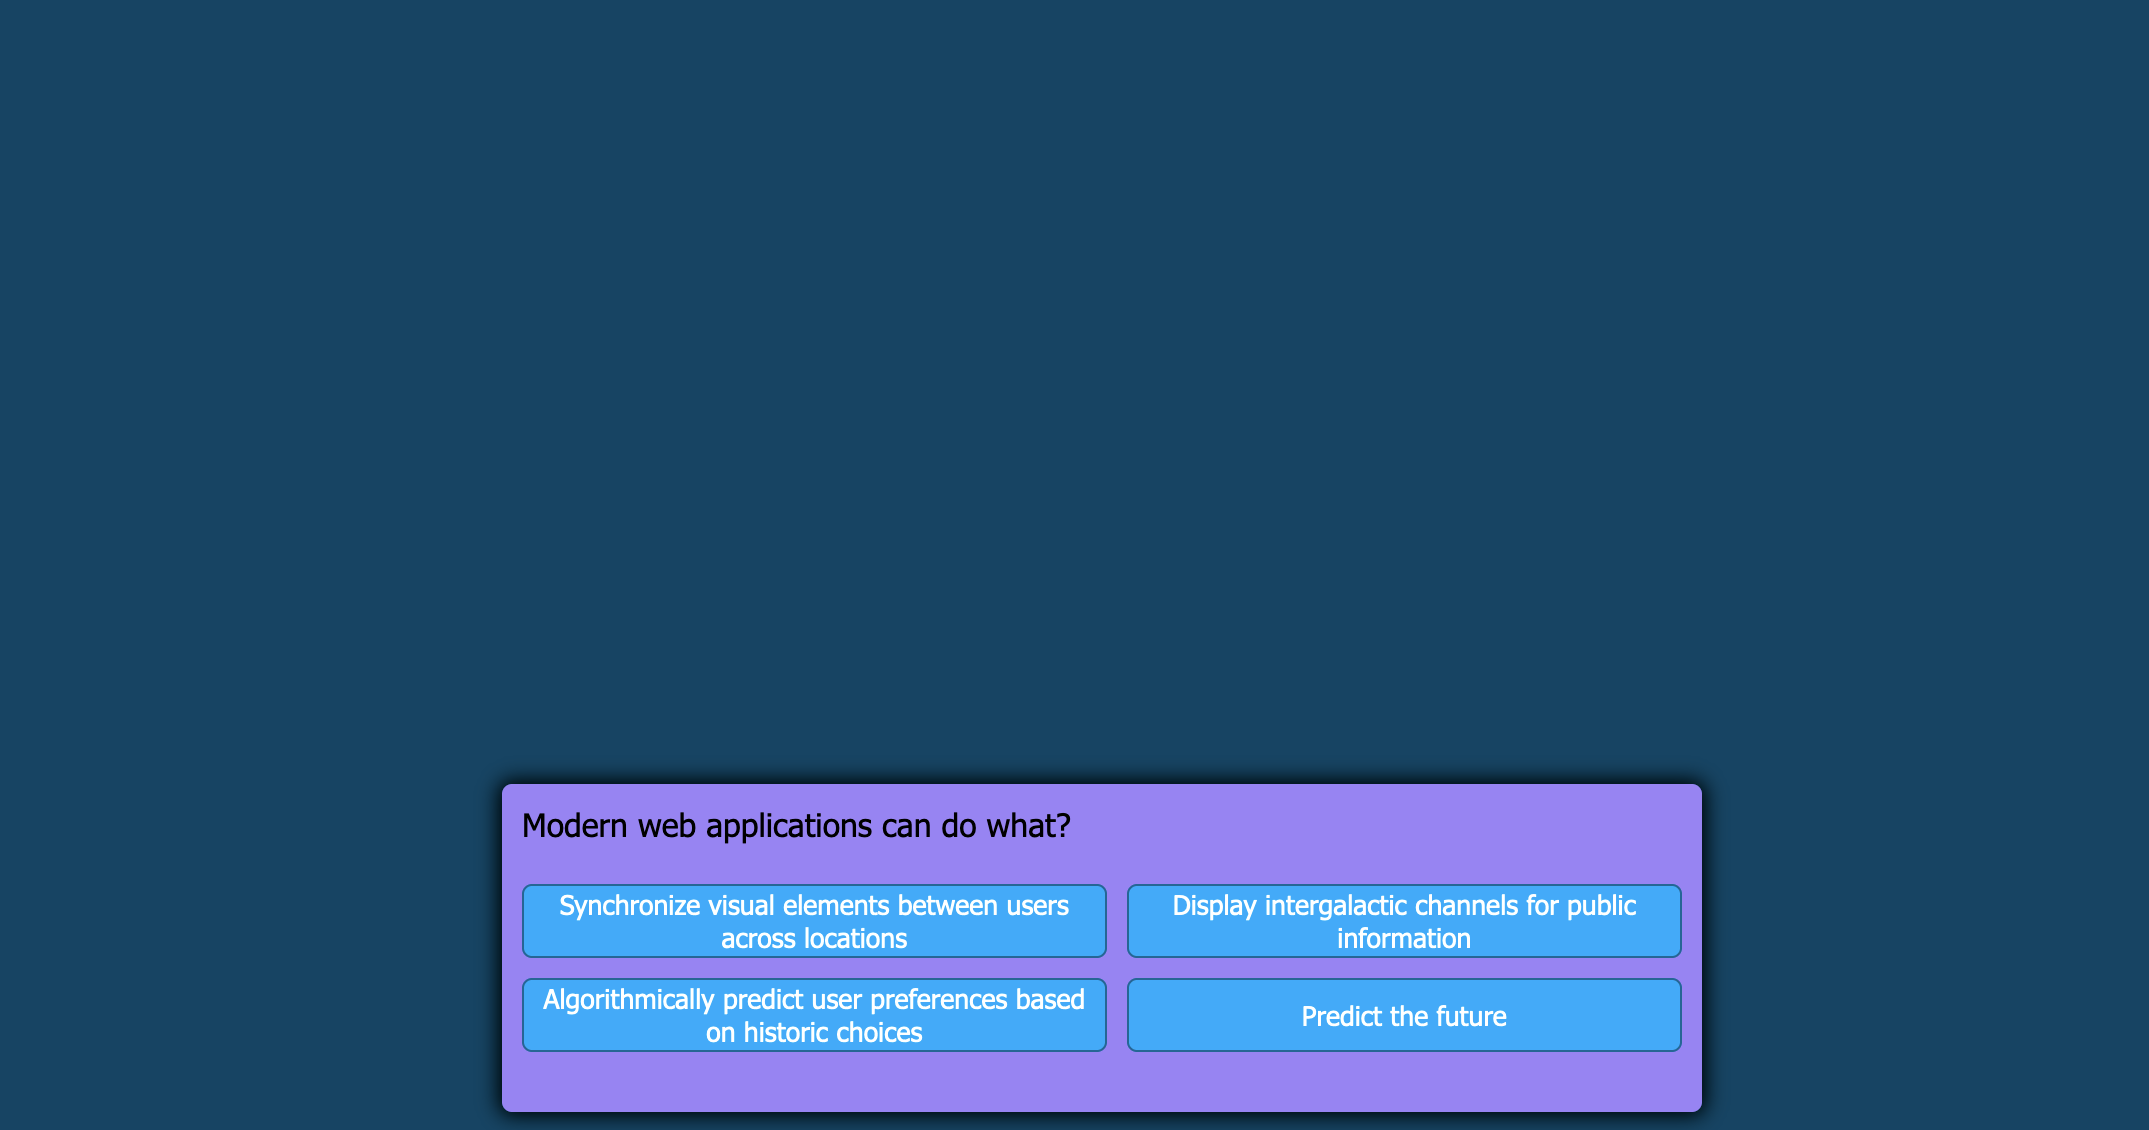 Modern web applications can do what?
Synchronize visual elements between users
across locations
Display intergalactic channels for public
information
Algorithmically predict user preferences based
on historic choices
Predict the future